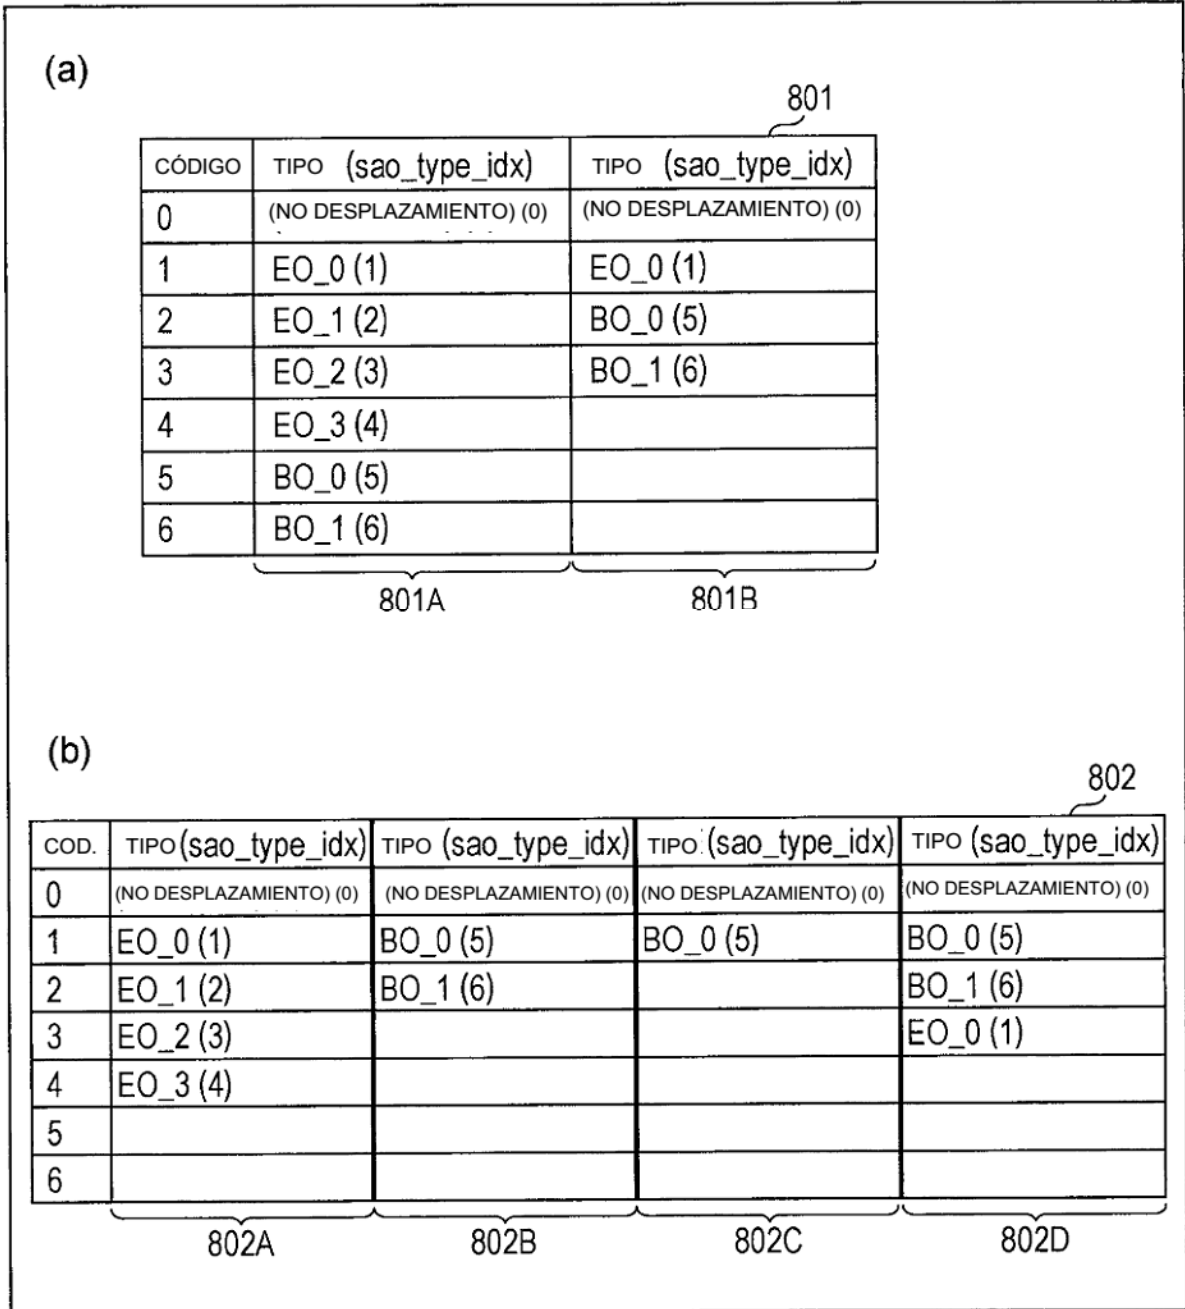 (a)
801
CÓDIGO TIPO (sao_type_idx) TIPO (sao_type_idx)
0 (NO DESPLAZAMIENTO) (0) (NO DESPLAZAMIENTO) (0)
1 EO_0 (1) EO_0 (1)
2 EO_1 (2) BO_0 (5)
3 EO_2 (3) BO_1 (6)
4 EO_3 (4)
5 BO_0 (5)
6 BO_1 (6)
801A 801B
(b)
802
COD. TIPO (sao_type_idx) TIPO (sao_type_idx) TIPO (sao_type_idx) TIPO (sao_type_idx)
0 (NO DESPLAZAMIENTO) (0) (NO DESPLAZAMIENTO) (0) (NO DESPLAZAMIENTO) (0) (NO DESPLAZAMIENTO) (0)
1 EO_0 (1) BO_0 (5) BO_0 (5) BO_0 (5)
2 EO_1 (2) BO_1 (6) BO_1 (6)
3 EO_2 (3) EO_0 (1)
4 EO_3 (4)
5
6
802A 802B 802C 802D